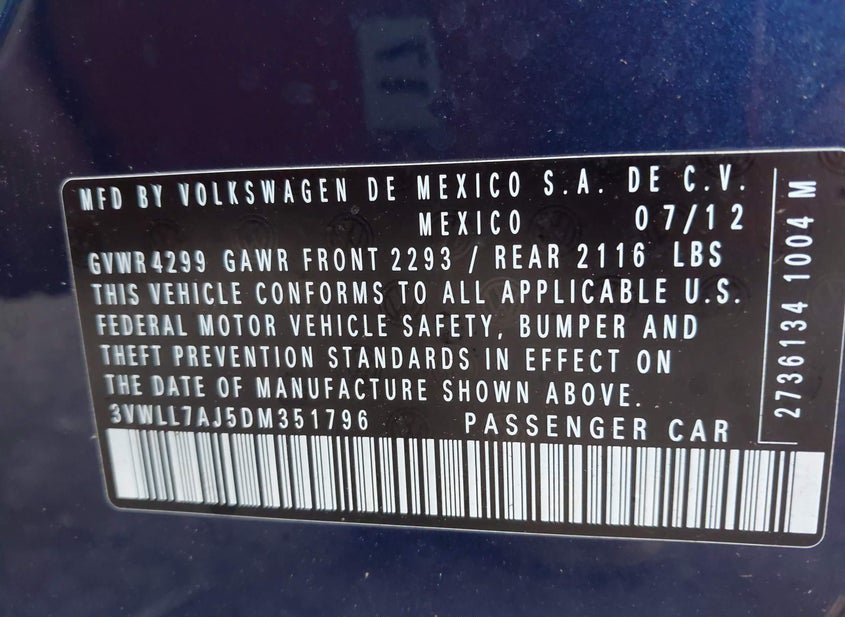 MFD BY VOLKSWAGEN DE MEXICO S.A. DE C.V.
MEXICO 07/12
GVWR 4299 GAWR FRONT 2293 / REAR 2116 LBS
THIS VEHICLE CONFORMS TO ALL APPLICABLE U.S.
FEDERAL MOTOR VEHICLE SAFETY, BUMPER AND
THEFT PREVENTION STANDARDS IN EFFECT ON
THE DATE OF MANUFACTURE SHOWN ABOVE.
3VWLL7AJ5DM351796 PASSENGER CAR
2736134 1004 M